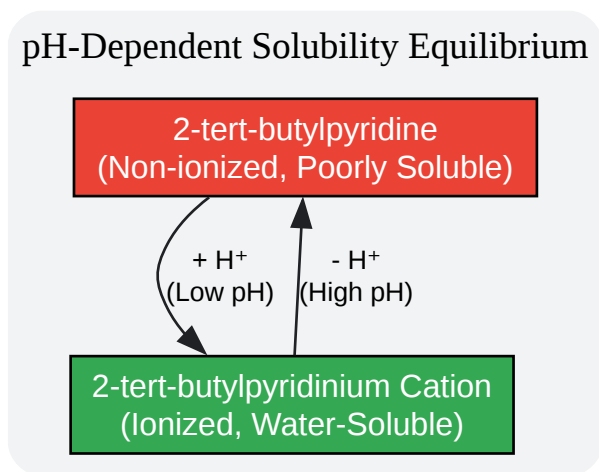 pH-Dependent Solubility Equilibrium
2-tert-butylpyridine
(Non-ionized, Poorly Soluble)
+ H⁺
(Low pH)
- H⁺
(High pH)
2-tert-butylpyridinium Cation
(Ionized, Water-Soluble)